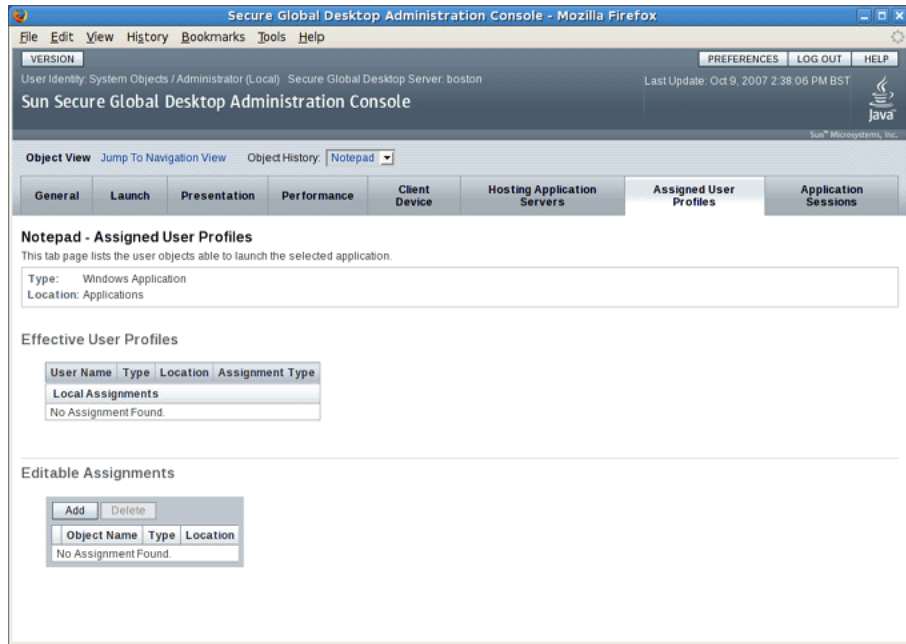 Secure Global Desktop Administration Console - Mozilla Firefox
File Edit View History Bookmarks Tools Help
VERSION PREFERENCES LOG OUT HELP
User Identity: System Objects / Administrator (Local) Secure Global Desktop Server: boston Last Update: Oct 9, 2007 2:38:06 PM BST
Sun Secure Global Desktop Administration Console
Java
Sun™ Microsystems, Inc.
Object View Jump To Navigation View Object History: Notepad
General Launch Presentation Performance Client Device Hosting Application Servers Assigned User Profiles Application Sessions
Notepad - Assigned User Profiles
This tab page lists the user objects able to launch the selected application.
Type: Windows Application
Location: Applications
Effective User Profiles
User Name Type Location Assignment Type
Local Assignments
No Assignment Found.
Editable Assignments
Add Delete
Object Name Type Location
No Assignment Found.